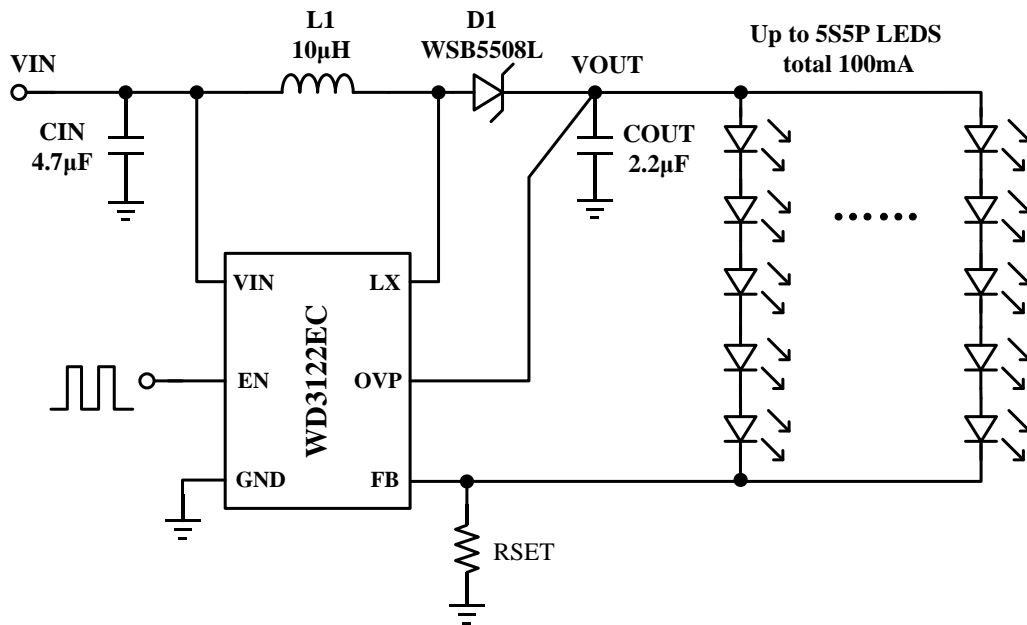 L1
10μH
D1
WSB5508L
Up to 5S5P LEDS
total 100mA
VIN
VOUT
CIN
4.7μF
COUT
2.2μF
VIN
LX
EN
OVP
WD3122EC
GND
FB
RSET